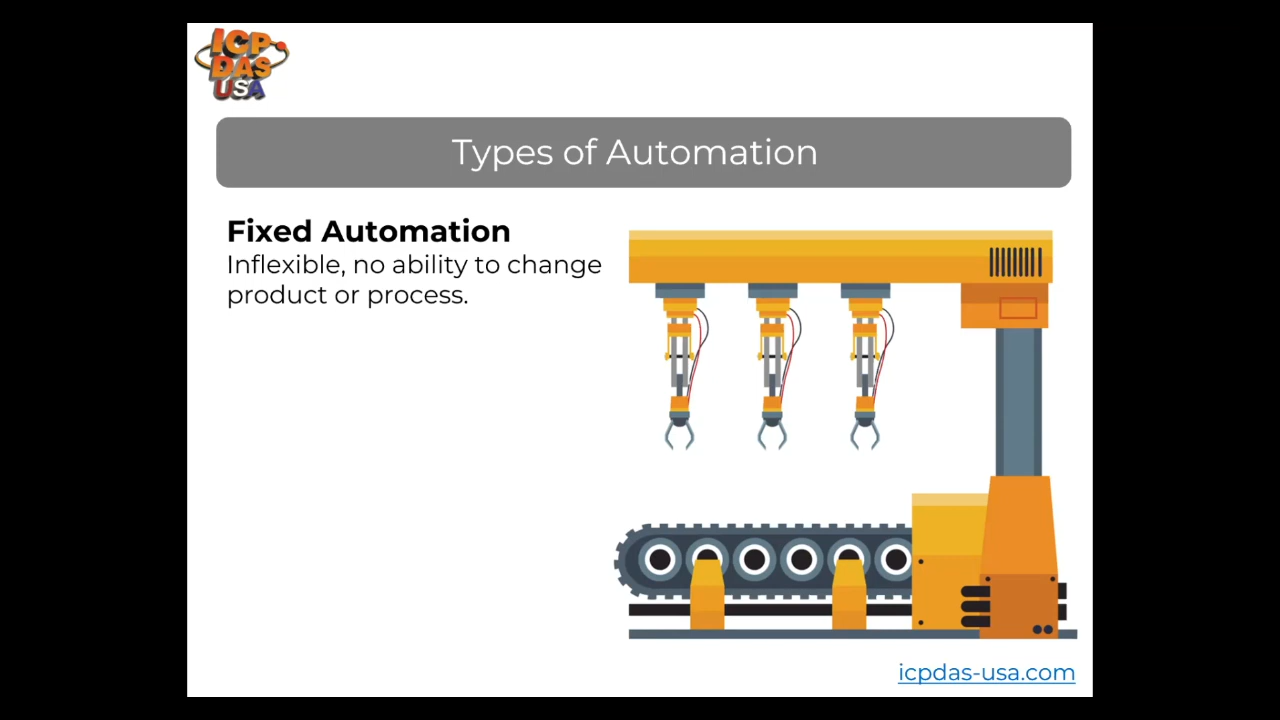 ICP
DAS
USA
Types of Automation
Fixed Automation
Inflexible, no ability to change
product or process.
icpdas-usa.com